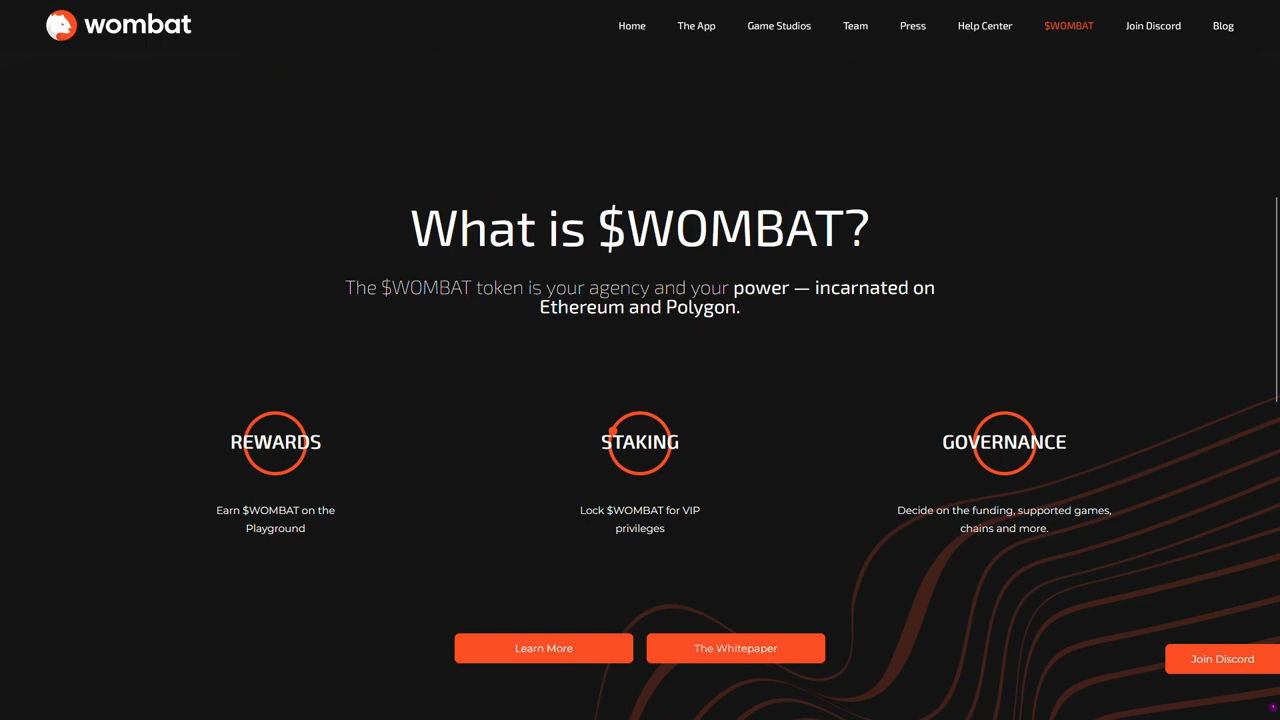 wombat
Home The App Game Studios Team Press Help Center $WOMBAT Join Discord Blog
What is $WOMBAT?
The $WOMBAT token is your agency and your power — incarnated on
Ethereum and Polygon.
REWARDS
Earn $WOMBAT on the
Playground
STAKING
Lock $WOMBAT for VIP
privileges
GOVERNANCE
Decide on the funding, supported games,
chains and more.
Learn More
The Whitepaper
Join Discord